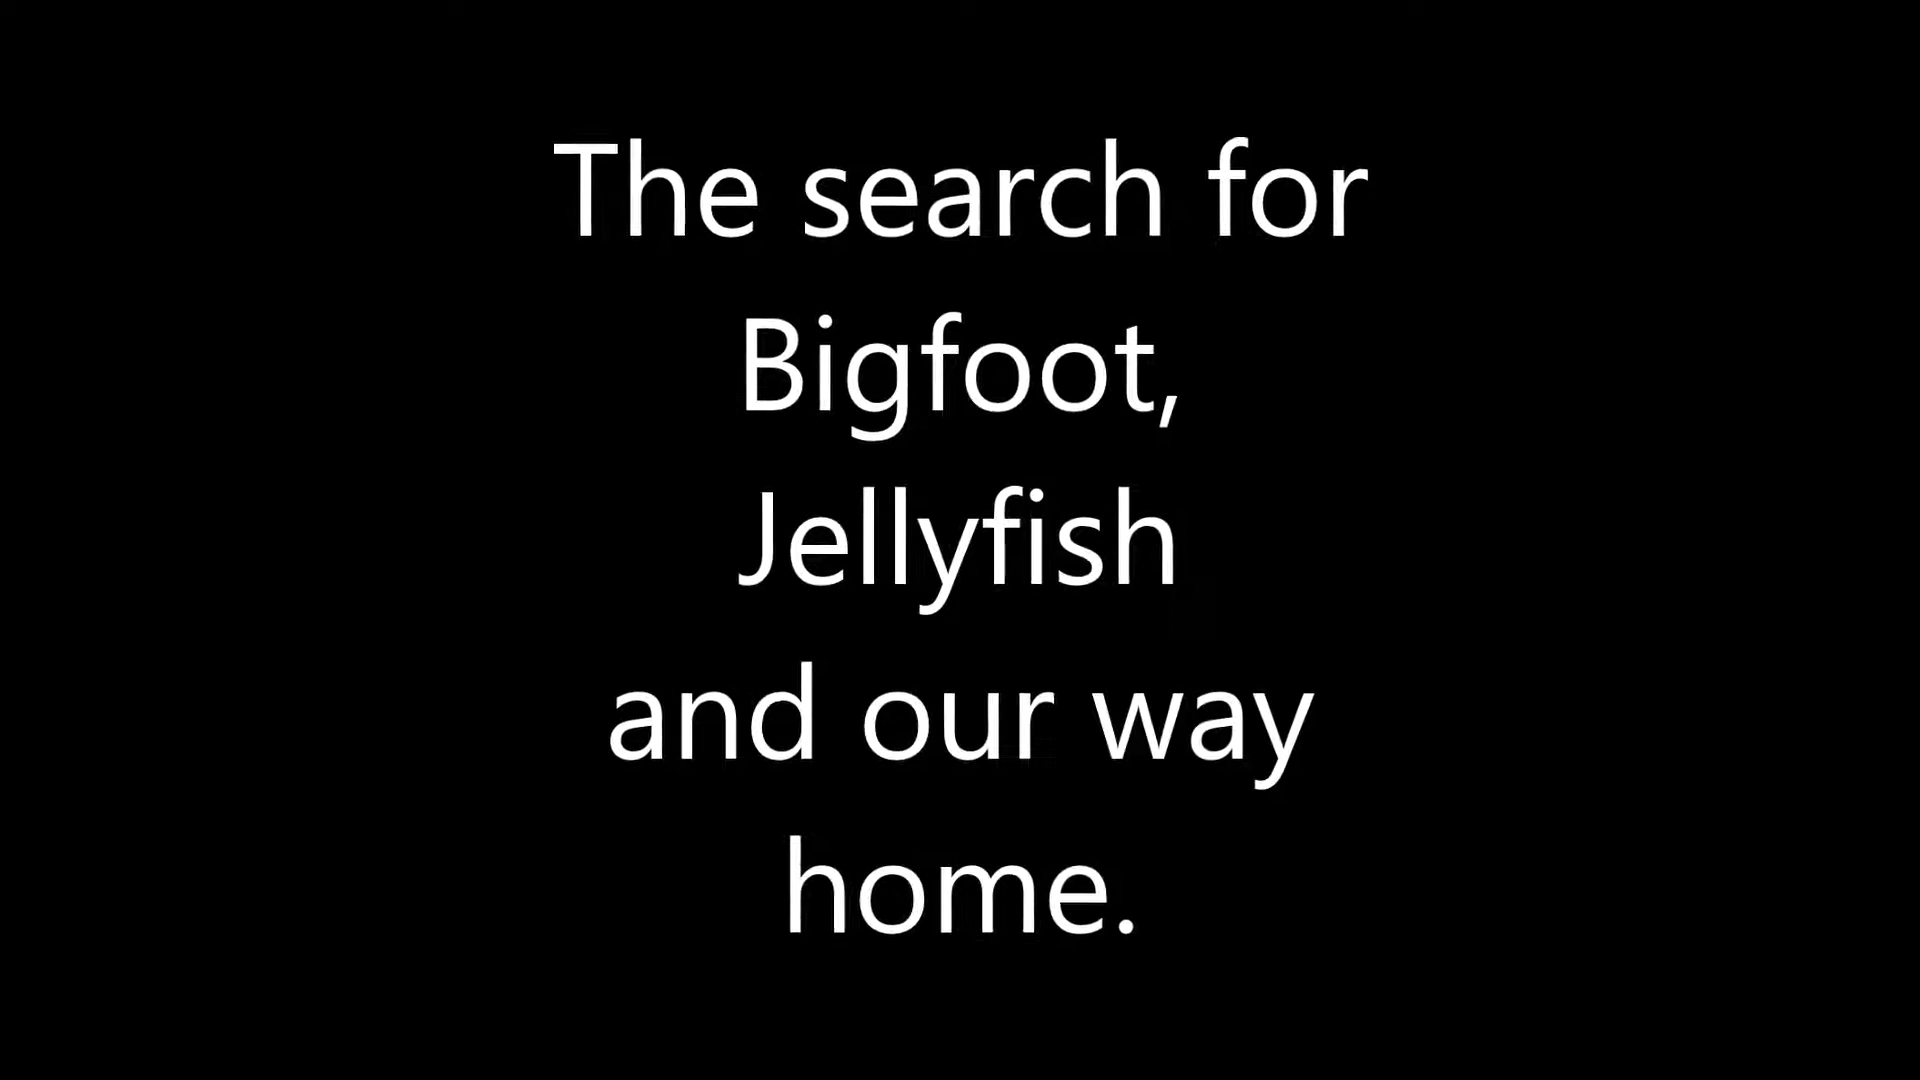 The search for
Bigfoot,
Jellyfish
and our way
home.